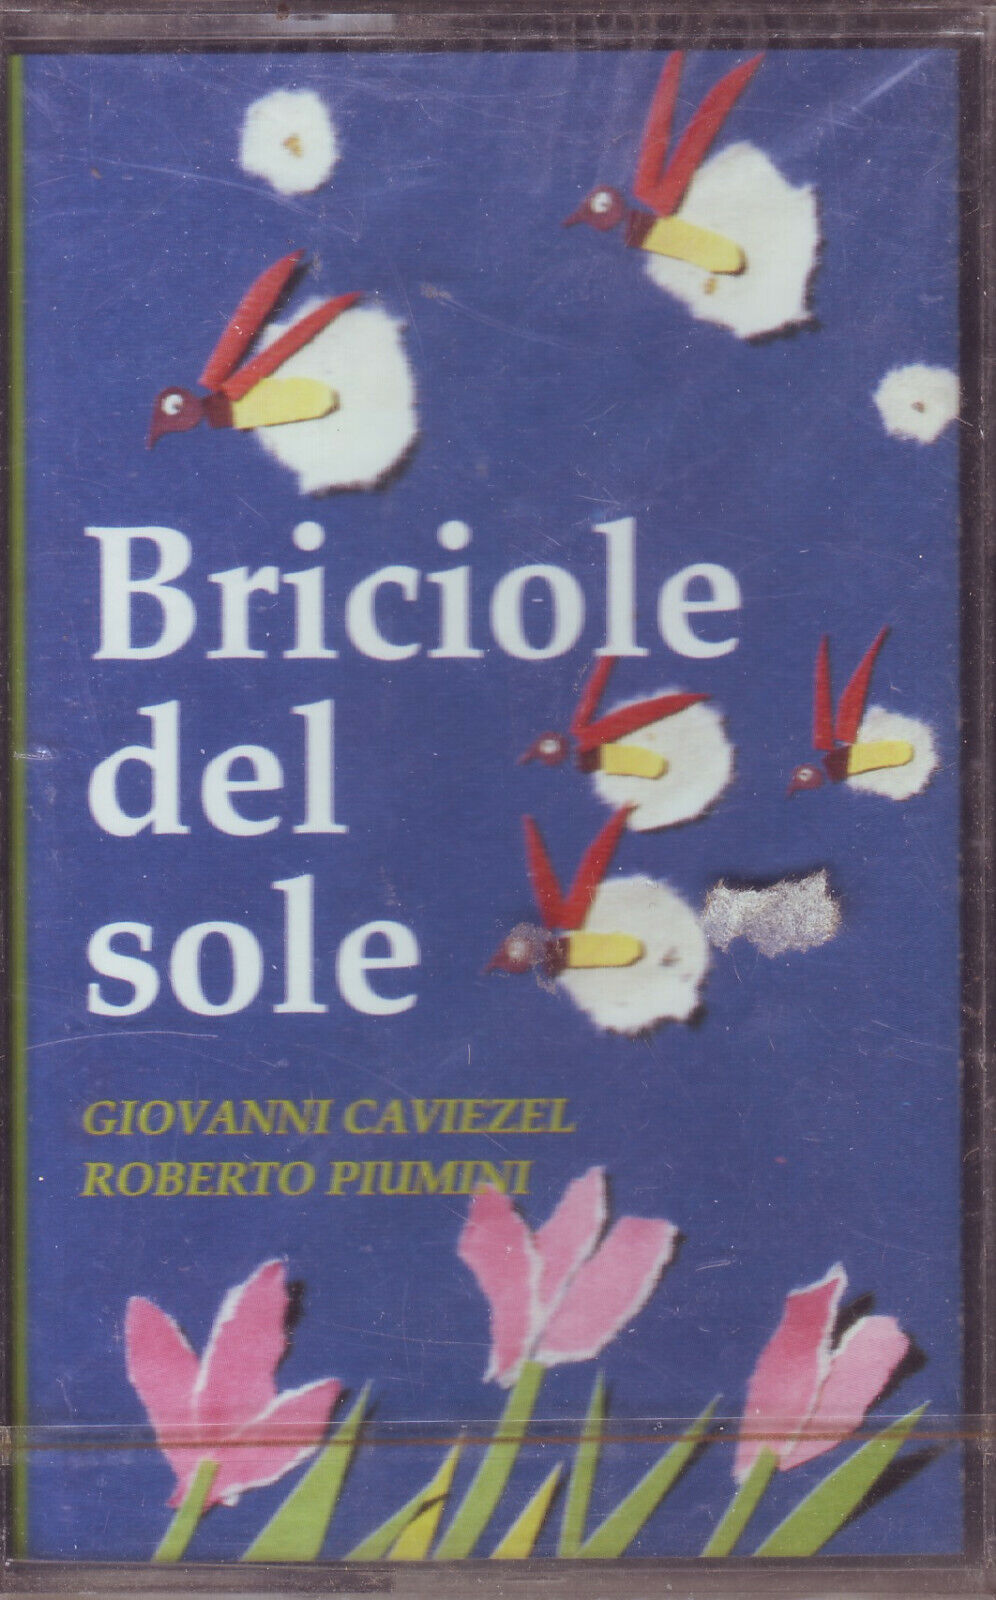 Briciole
del
sole
GIOVANNI CAVIEZEL
ROBERTO PIUMINI